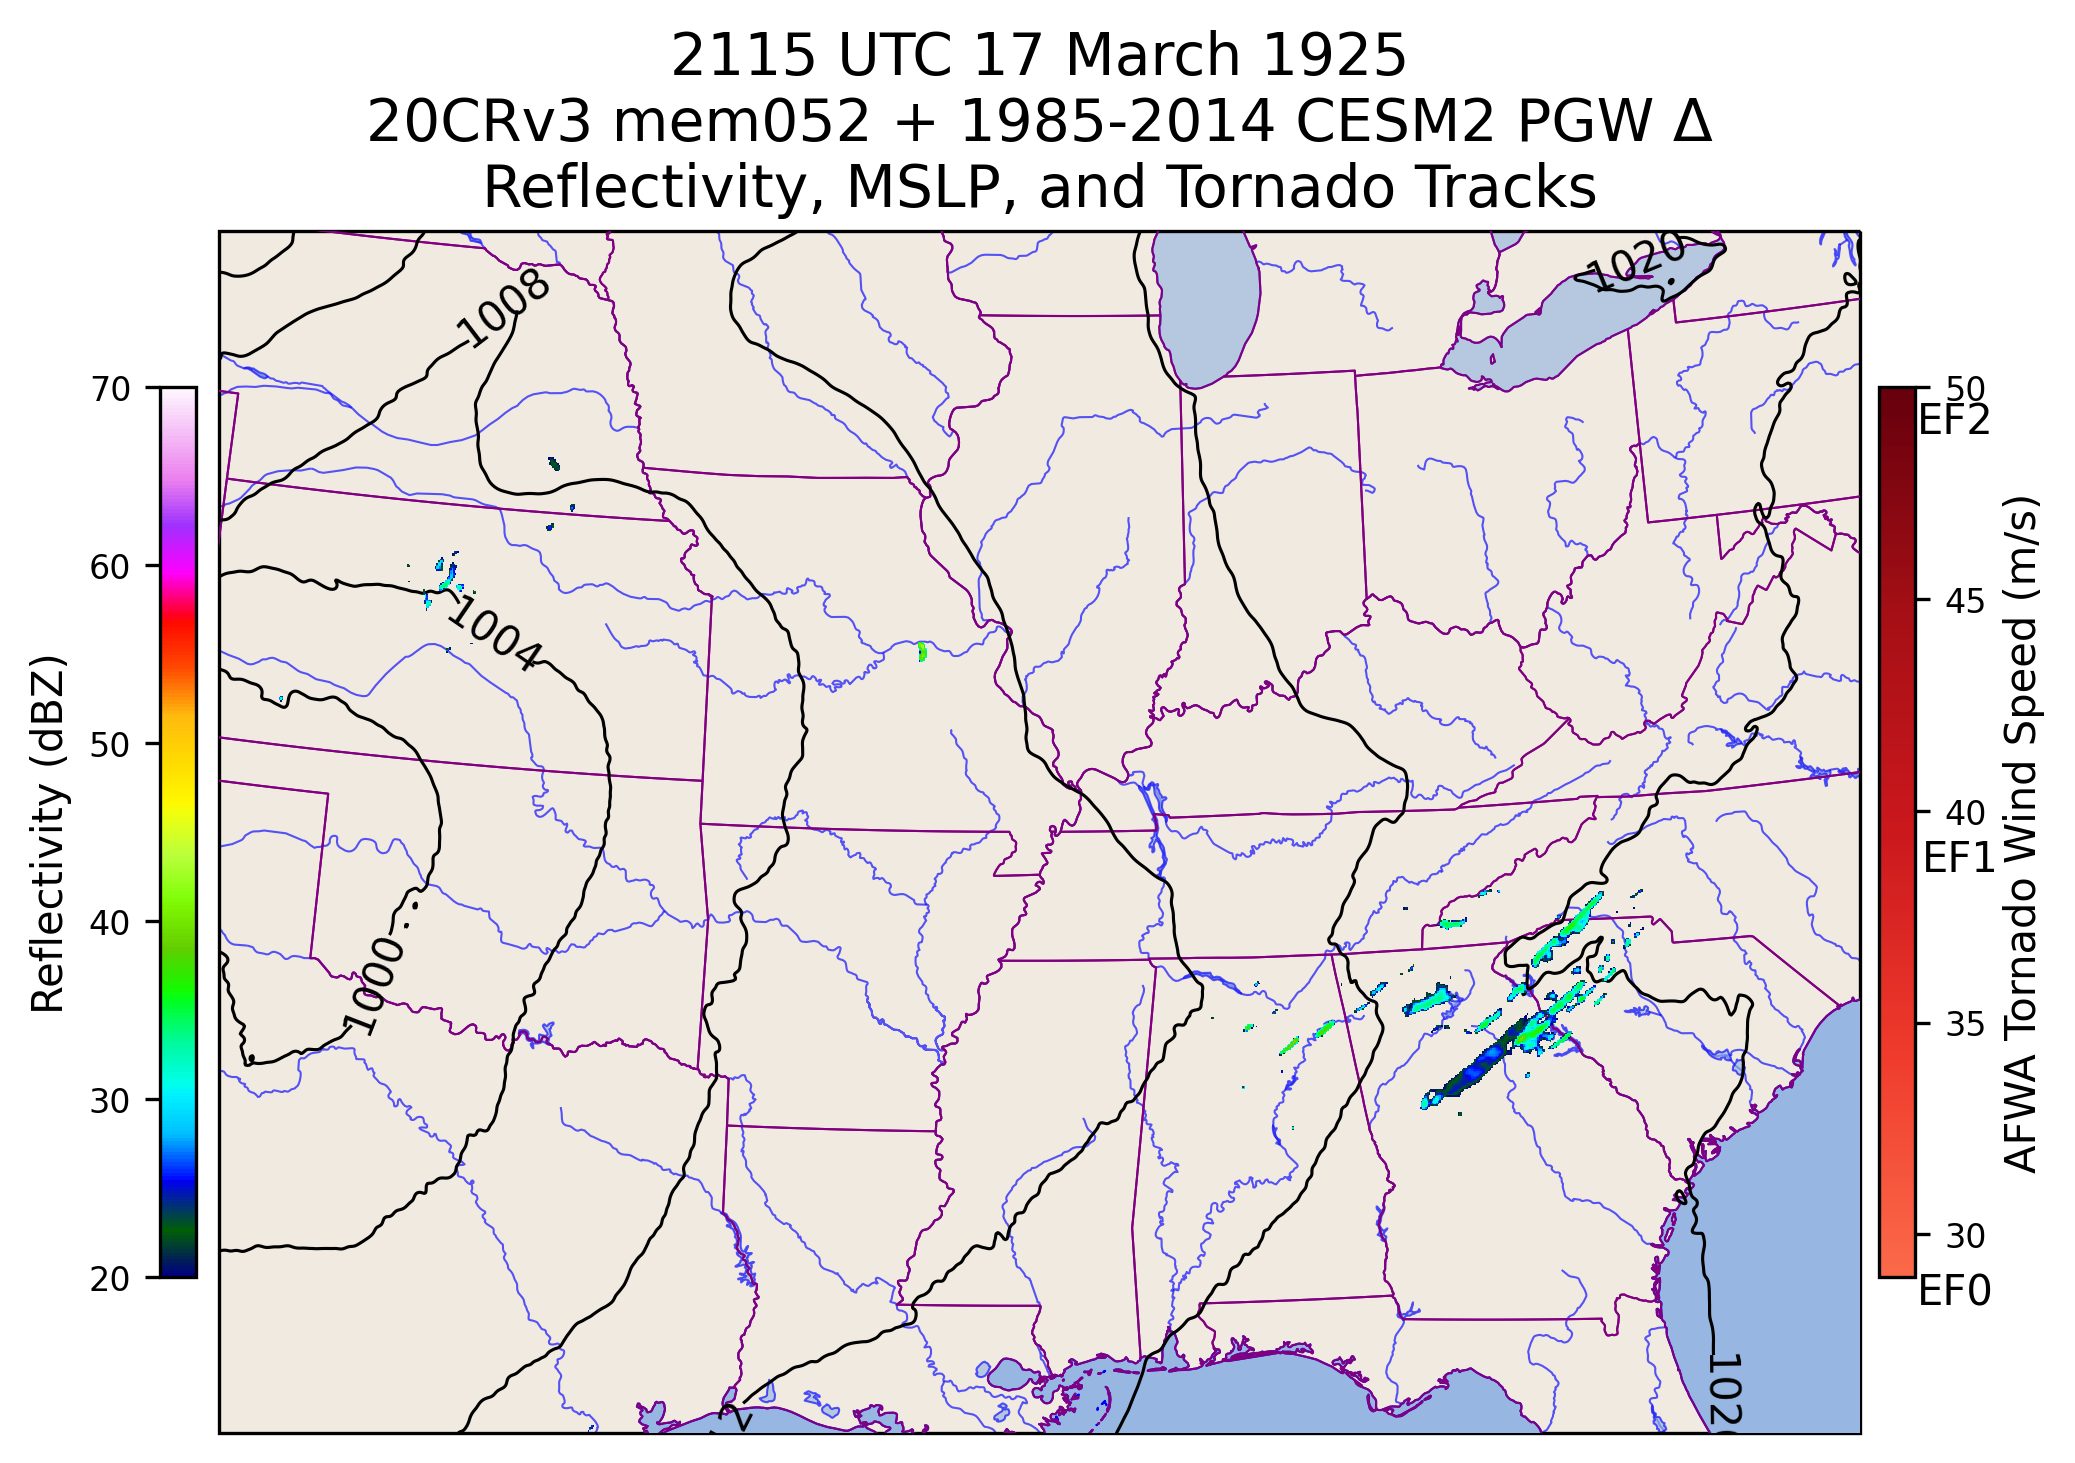 2115 UTC 17 March 1925
20CRv3 mem052 + 1985-2014 CESM2 PGW Δ
Reflectivity, MSLP, and Tornado Tracks
1020
1008
1004
1000
2
102
70
60
50
40
30
20
Reflectivity (dBZ)
50
EF2
45
40
EF1
35
30
EF0
AFWA Tornado Wind Speed (m/s)